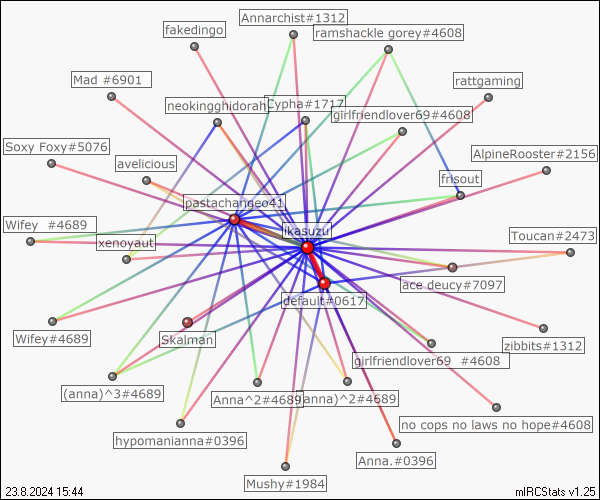 Annarchist#1312
fakedingo
ramshackle gorey#4608
Mad #6901
rattgaming
neokingghidorah
Cypha#1717
girlfriendlover69#4608
Soxy Foxy#5076
AlpineRooster#2156
avelicious
frisout
pastachangeo41
Wifey #4689
ikasuzu
Toucan#2473
xenoyaut
ace deucy#7097
default#0617
Wifey#4689
Skalman
zibbits#1312
girlfriendlover69 #4608
(anna)^3#4689
Anna^2#4689
(anna)^2#4689
no cops no laws no hope#4608
hypomanianna#0396
Anna.#0396
Mushy#1984
23.8.2024 15:44
mIRCStats v1.25